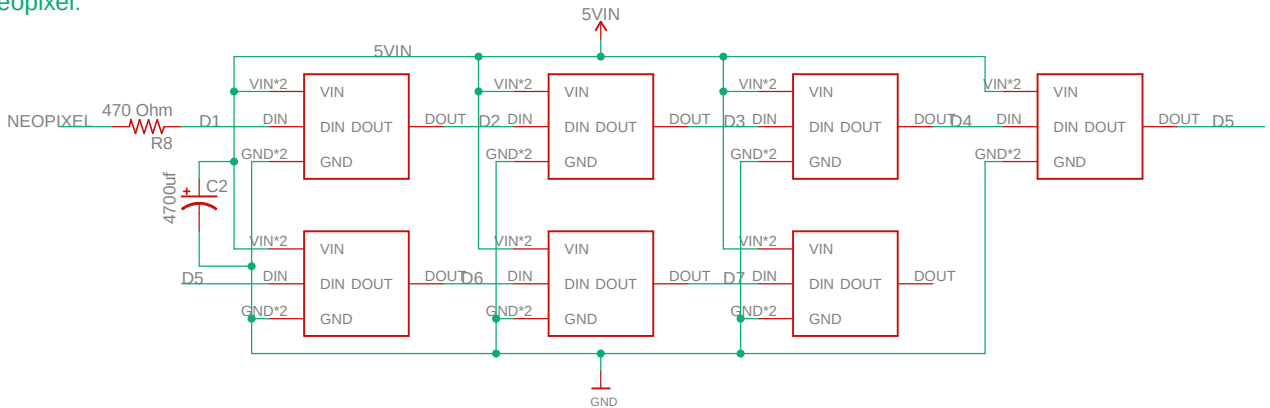 eopixel.
5VIN
5VIN
VIN*2 VIN VIN*2 VIN VIN*2 VIN VIN*2 VIN
470 Ohm
NEOPIXEL D1 DIN DIN DOUT DOUT D2 DIN DIN DOUT DOUT D3 DIN DIN DOUT DOUT D4 DIN DIN DOUT DOUT D5
R8
GND*2 GND GND*2 GND GND*2 GND GND*2 GND
4700uf + C2
VIN*2 VIN VIN*2 VIN VIN*2 VIN
D5 DIN DIN DOUT DOUT D6 DIN DIN DOUT DOUT D7 DIN DIN DOUT DOUT
GND*2 GND GND*2 GND GND*2 GND
GND